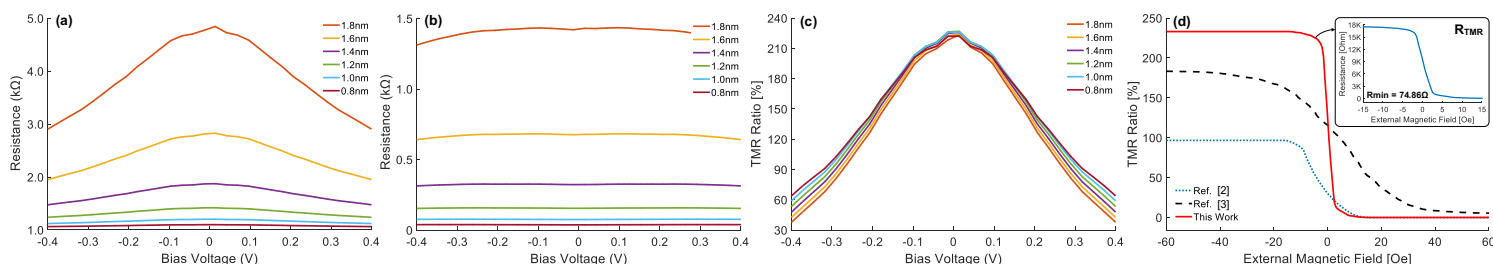 (a)
5.0
4.0
3.0
2.0
1.0
Resistance (kΩ)
1.8nm
1.6nm
1.4nm
1.2nm
1.0nm
0.8nm
-0.4 -0.3 -0.2 -0.1 0 0.1 0.2 0.3 0.4
Bias Voltage (V)
(b)
1.5
1.0
0.5
0
Resistance (kΩ)
1.8nm
1.6nm
1.4nm
1.2nm
1.0nm
0.8nm
-0.4 -0.3 -0.2 -0.1 0 0.1 0.2 0.3 0.4
Bias Voltage (V)
(c)
240
210
180
150
120
90
60
30
TMR Ratio [%]
1.8nm
1.6nm
1.4nm
1.2nm
1.0nm
0.8nm
-0.4 -0.3 -0.2 -0.1 0 0.1 0.2 0.3 0.4
Bias Voltage (V)
(d)
250
200
150
100
50
0
TMR Ratio [%]
Ref. [2]
Ref. [3]
This Work
-60 -40 -20 0 20 40 60
External Magnetic Field [Oe]
RTMR
18K
15K
12K
9K
6K
3K
0
Resistance [Ohm]
Rmin = 74.86Ω
-15 -10 -5 0 5 10 15
External Magnetic Field [Oe]